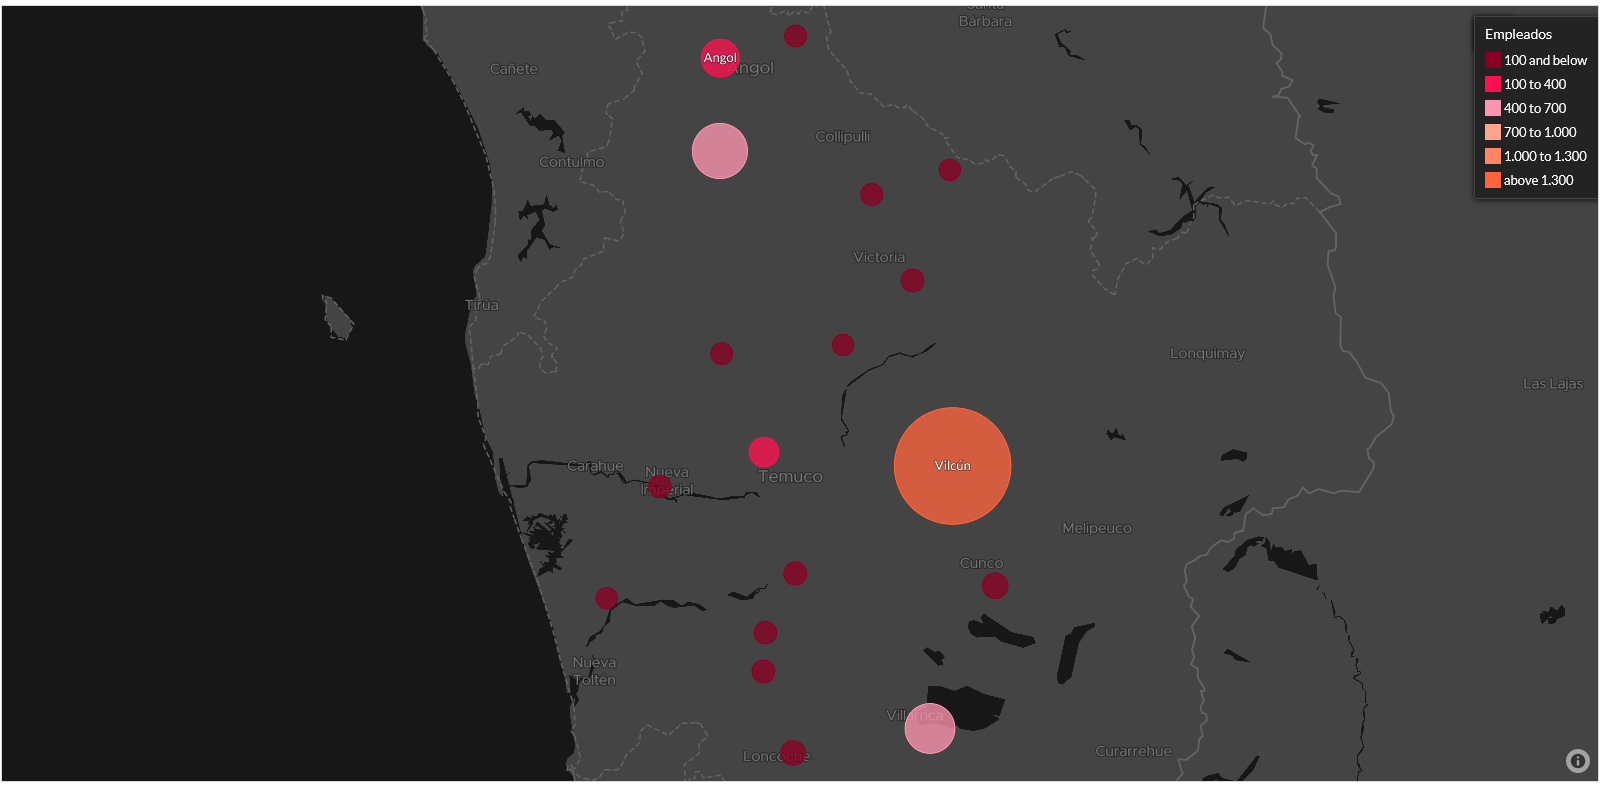 Santa
Bárbara
Empleados
100 and below
100 to 400
400 to 700
700 to 1.000
1.000 to 1.300
above 1.300
Angol
Angol
Cañete
Collipulli
Contulmo
Victoria
Tirúa
Lonquimay
Las Lajas
Carahue
Nueva
Imperial
Temuco
Vilcún
Melipeuco
Cunco
Nueva
Toltén
Villarrica
Loncoche
Curarrehue